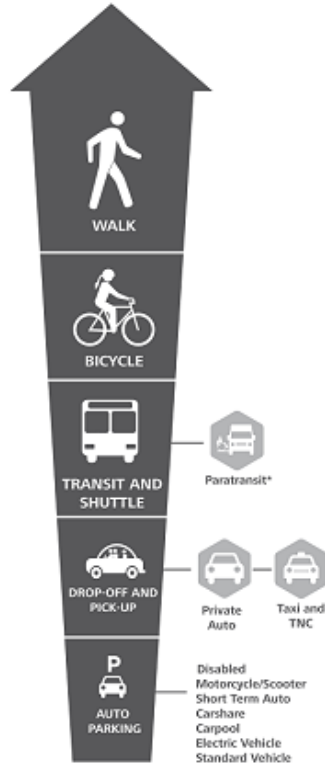 WALK
BICYCLE
TRANSIT AND
SHUTTLE
Paratransit*
DROP-OFF AND
PICK-UP
Private
Auto
Taxi and
TNC
P
AUTO
PARKING
Disabled
Motorcycle/Scooter
Short Term Auto
Carshare
Carpool
Electric Vehicle
Standard Vehicle